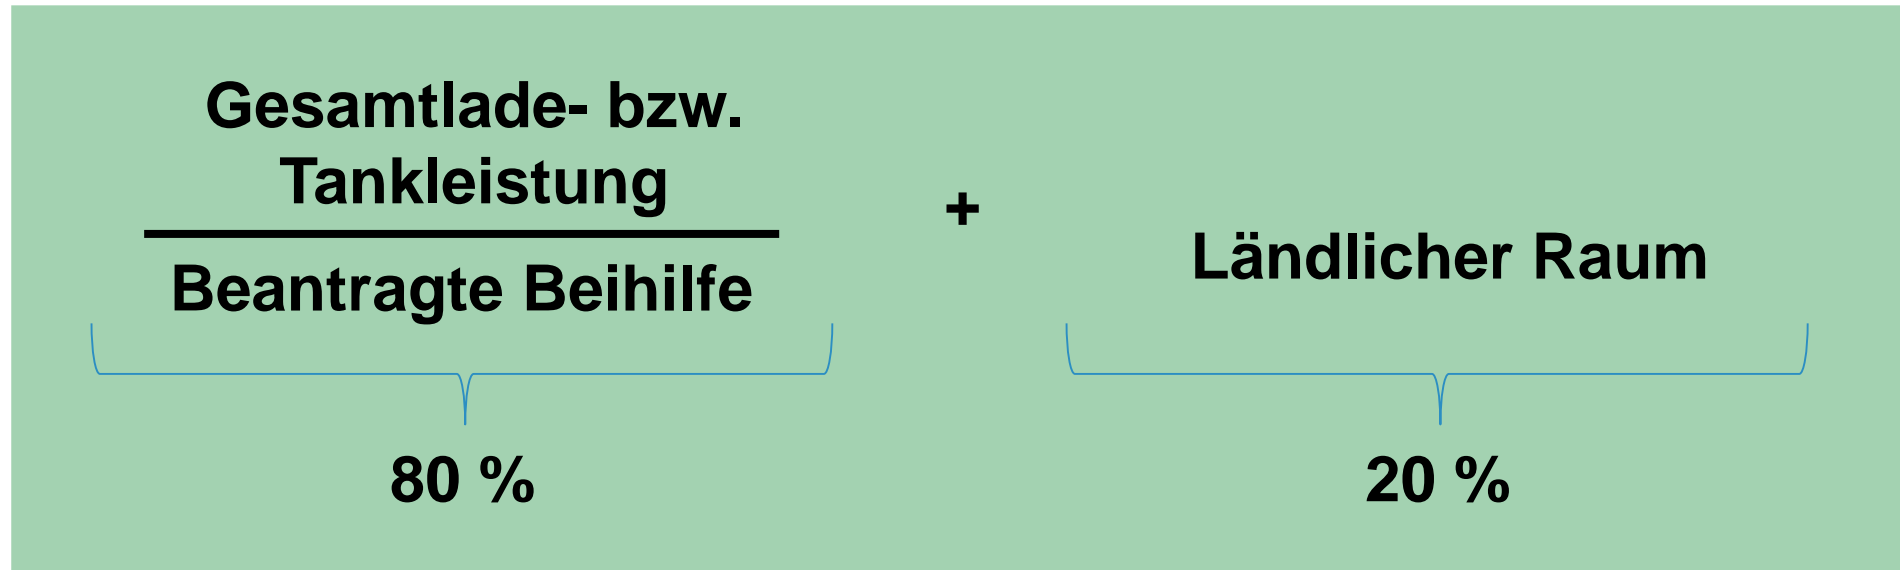 Gesamtlade- bzw.
Tankleistung
Beantragte Beihilfe
80 %
+
Ländlicher Raum
20 %